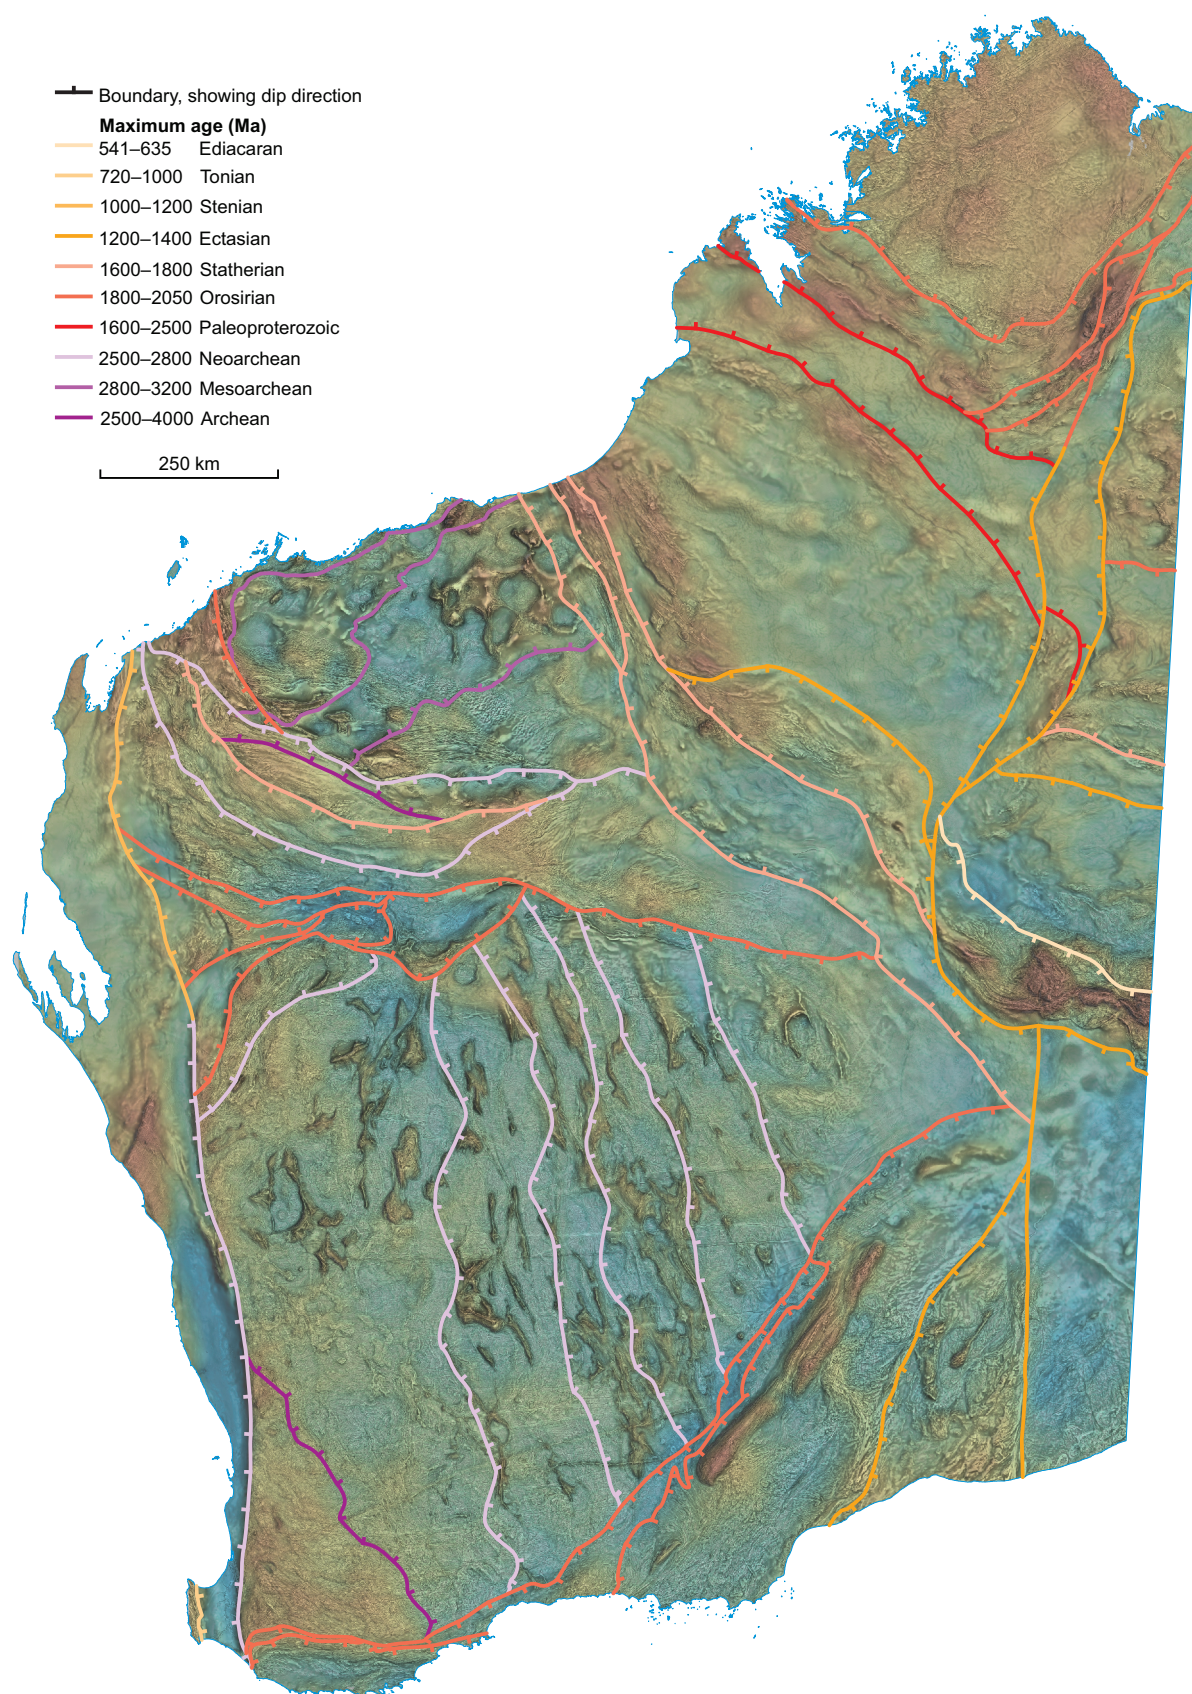 Boundary, showing dip direction
Maximum age (Ma)
541–635 Ediacaran
720–1000 Tonian
1000–1200 Stenian
1200–1400 Ectasian
1600–1800 Statherian
1800–2050 Orosirian
1600–2500 Paleoproterozoic
2500–2800 Neoarchean
2800–3200 Mesoarchean
2500–4000 Archean
250 km